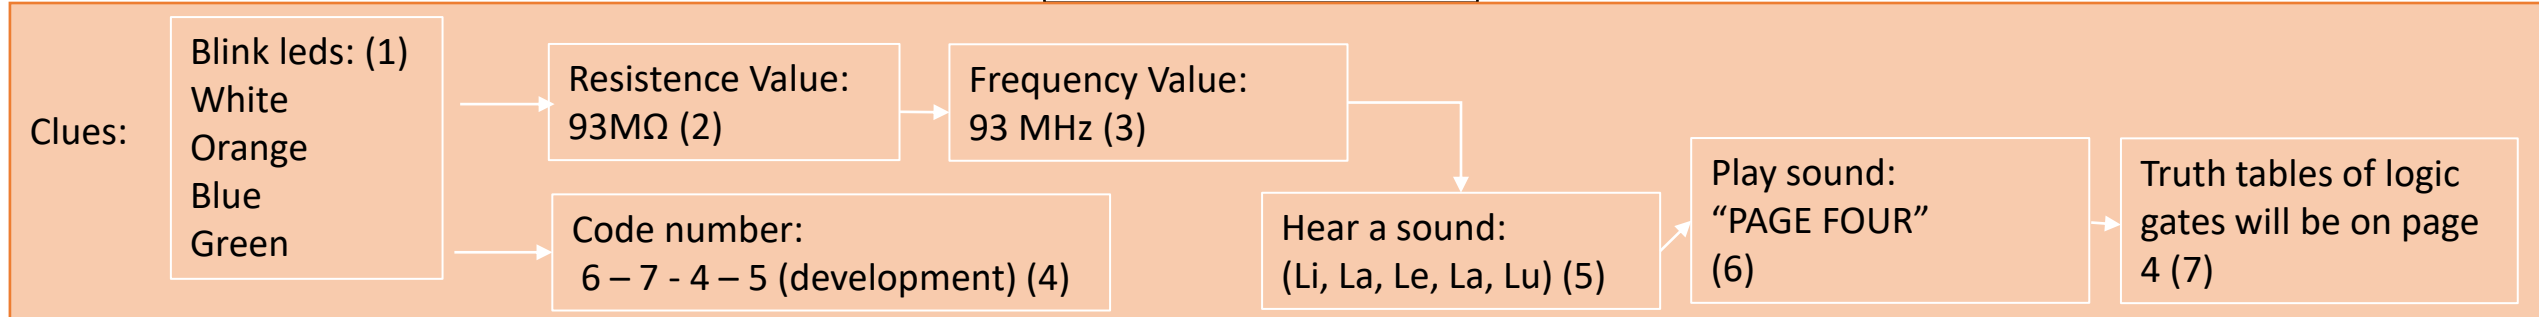 Clues:
Blink leds: (1)
White
Orange
Blue
Green
Resistence Value:
93MΩ (2)
Frequency Value:
93 MHz (3)
Code number:
6 – 7 - 4 – 5 (development) (4)
Hear a sound:
(Li, La, Le, La, Lu) (5)
Play sound:
“PAGE FOUR”
(6)
Truth tables of logic
gates will be on page
4 (7)